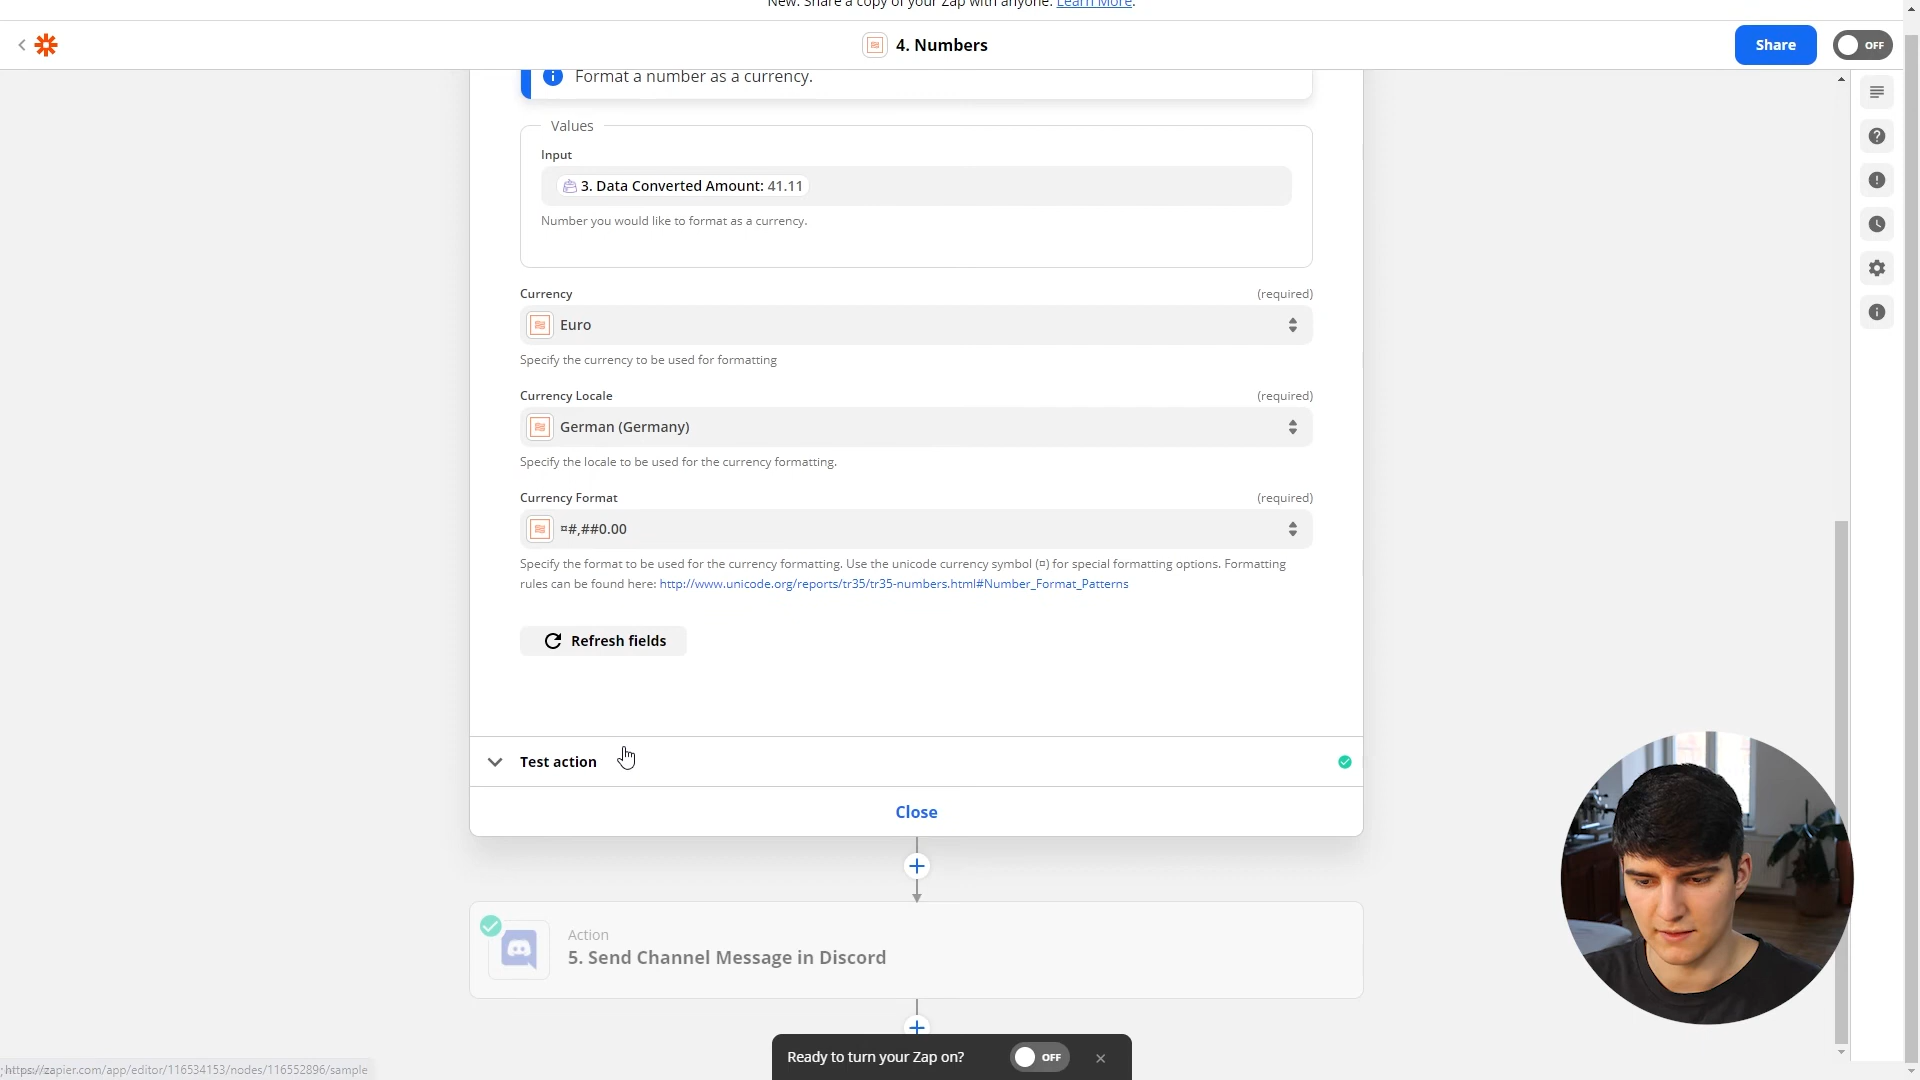 New: Share a copy of your Zap with anyone. Learn More.
4. Numbers
Share
OFF
Format a number as a currency.
Values
Input
3. Data Converted Amount: 41.11
Number you would like to format as a currency.
Currency
(required)
Euro
Specify the currency to be used for formatting
Currency Locale
(required)
German (Germany)
Specify the locale to be used for the currency formatting.
Currency Format
(required)
¤#,##0.00
Specify the format to be used for the currency formatting. Use the unicode currency symbol (¤) for special formatting options. Formatting
rules can be found here: http://www.unicode.org/reports/tr35/tr35-numbers.html#Number_Format_Patterns
Refresh fields
Test action
Close
Action
5. Send Channel Message in Discord
Ready to turn your Zap on?
OFF
https://zapier.com/app/editor/116534153/nodes/116552896/sample